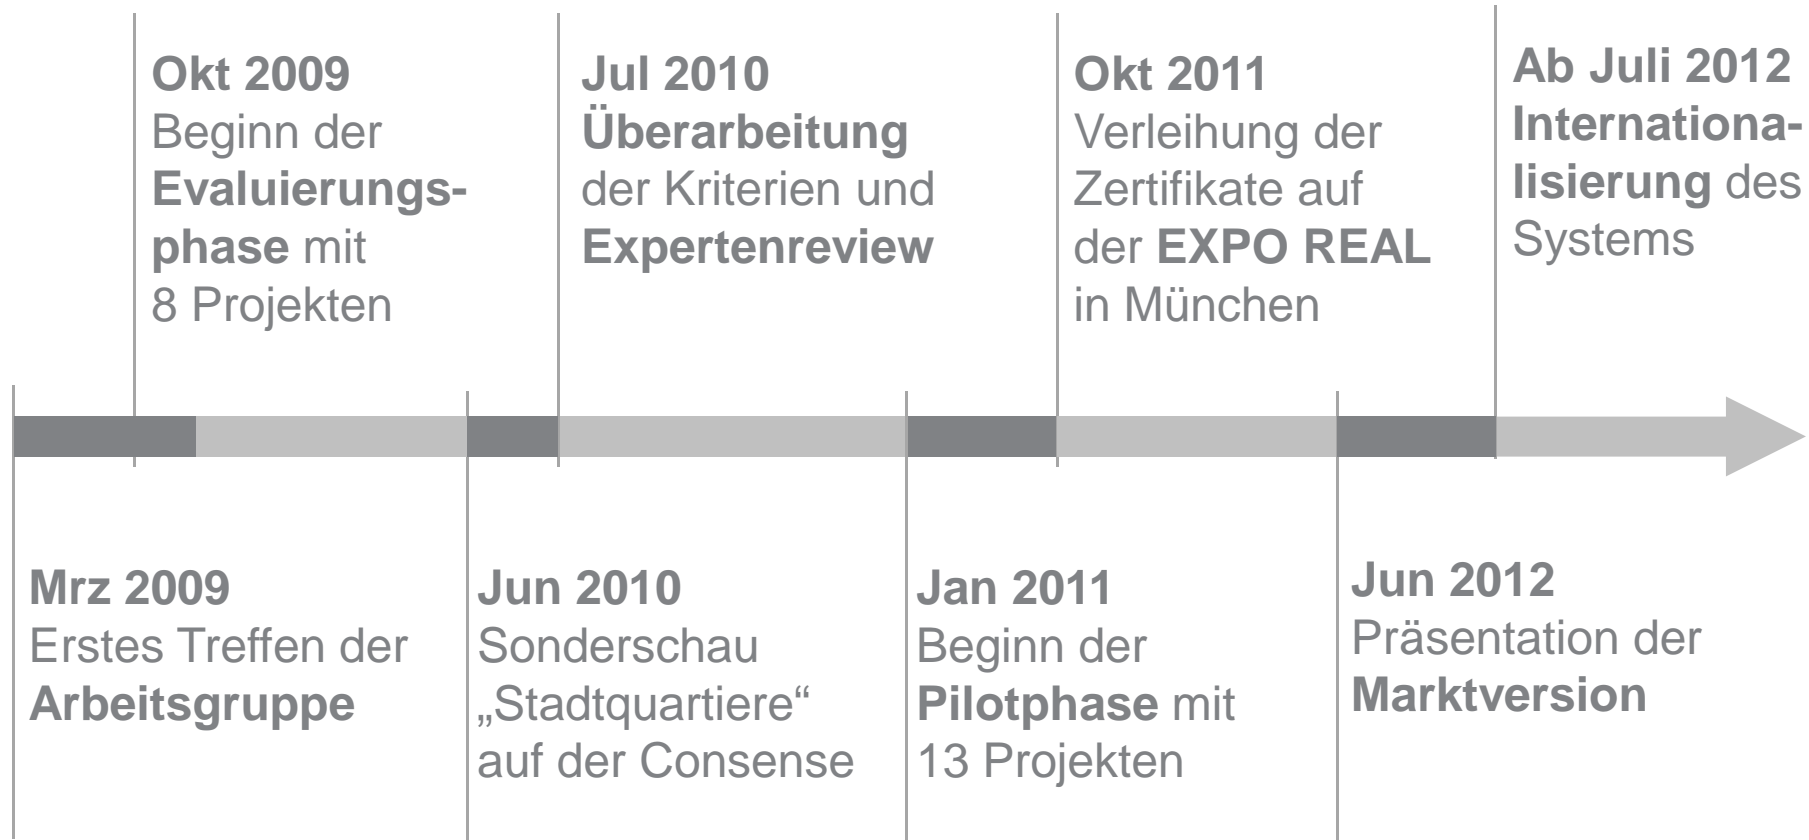 Okt 2009
Beginn der
Evaluierungs-
phase mit
8 Projekten
Jul 2010
Überarbeitung
der Kriterien und
Expertenreview
Okt 2011
Verleihung der
Zertifikate auf
der EXPO REAL
in München
Ab Juli 2012
Internationa-
lisierung des
Systems
Mrz 2009
Erstes Treffen der
Arbeitsgruppe
Jun 2010
Sonderschau
„Stadtquartiere“
auf der Consense
Jan 2011
Beginn der
Pilotphase mit
13 Projekten
Jun 2012
Präsentation der
Marktversion